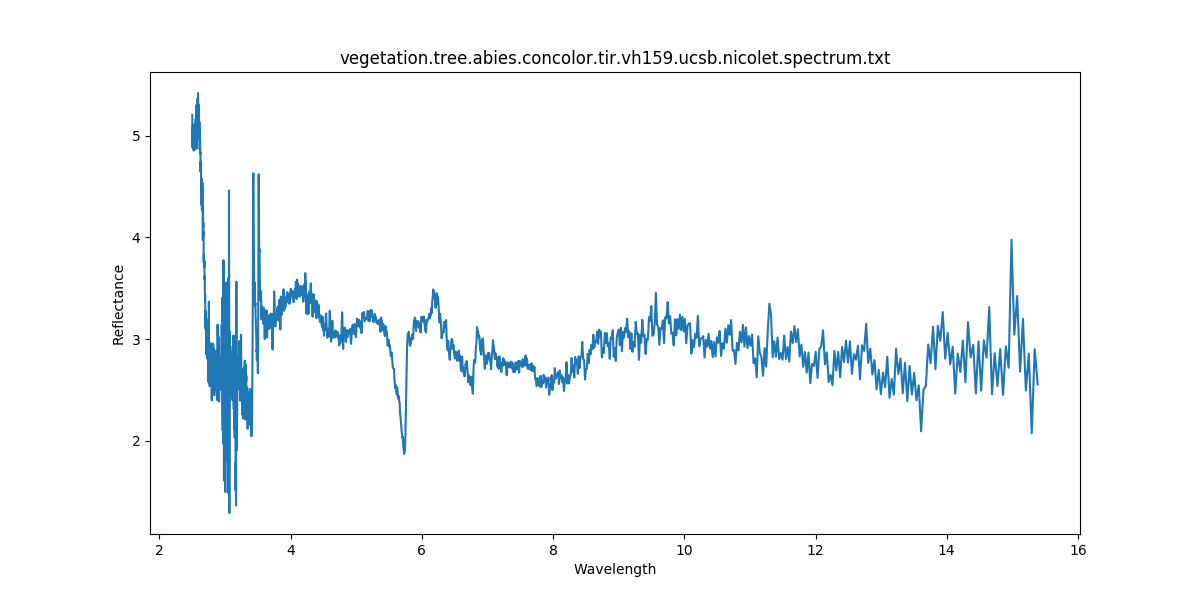 vegetation.tree.abies.concolor.tir.vh159.ucsb.nicolet.spectrum.txt
5
4
3
2
Reflectance
2 4 6 8 10 12 14 16
Wavelength